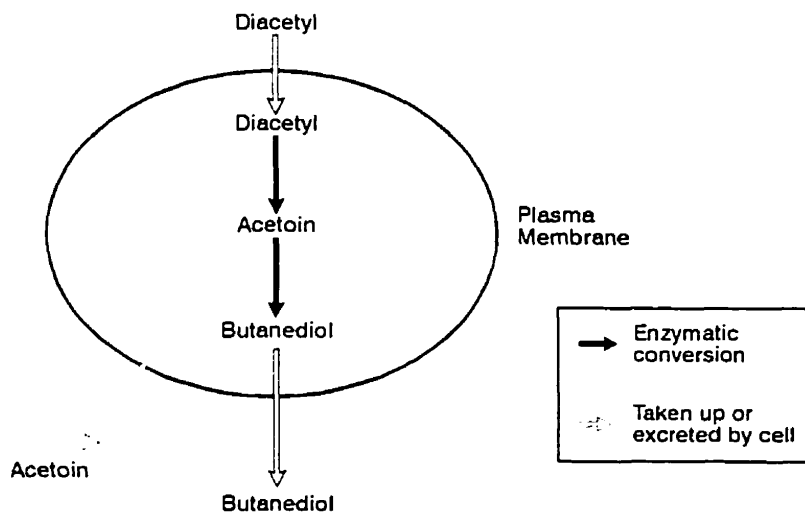 Diacetyl
Diacetyl
Acetoin
Plasma
Membrane
Butanediol
Enzymatic
conversion
Taken up or
excreted by cell
Acetoin
Butanediol